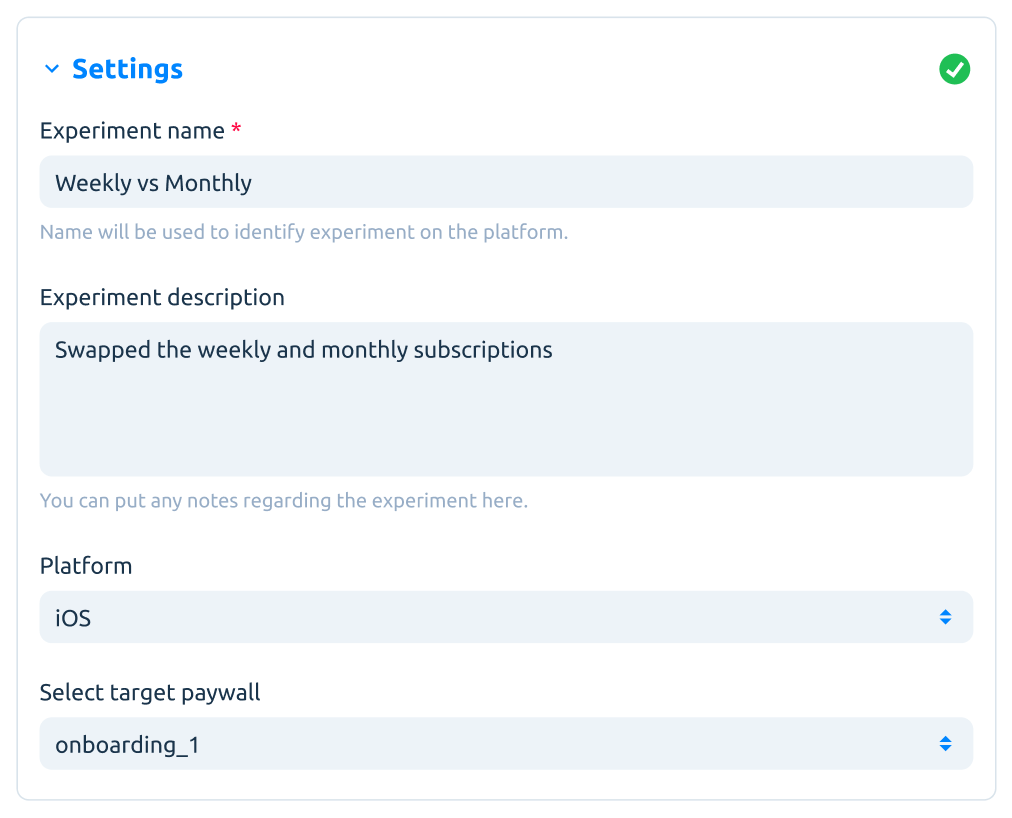 Settings
Experiment name *
Weekly vs Monthly
Name will be used to identify experiment on the platform.
Experiment description
Swapped the weekly and monthly subscriptions
You can put any notes regarding the experiment here.
Platform
iOS
Select target paywall
onboarding_1